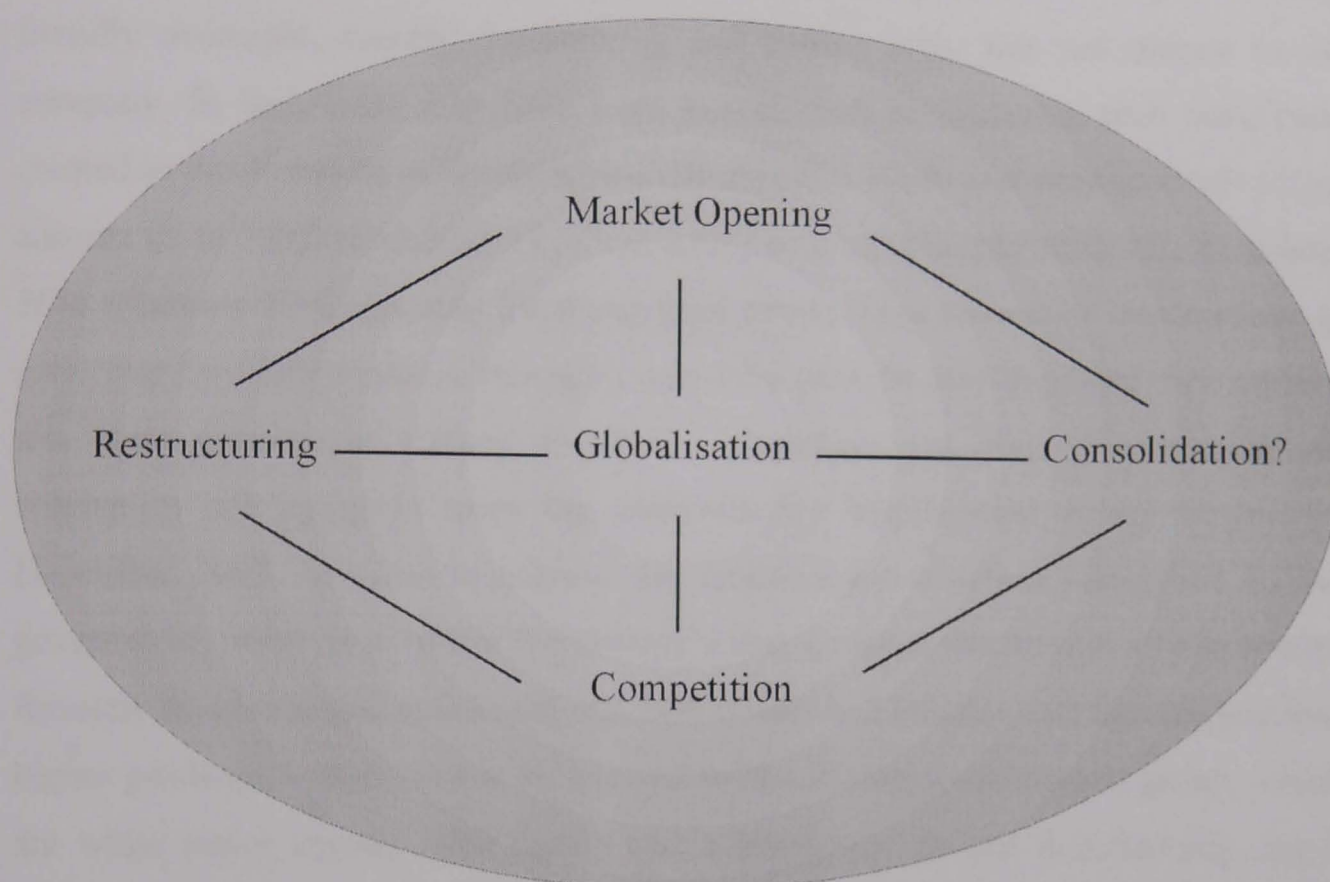 Market Opening
Restructuring Globalisation Consolidation?
Competition